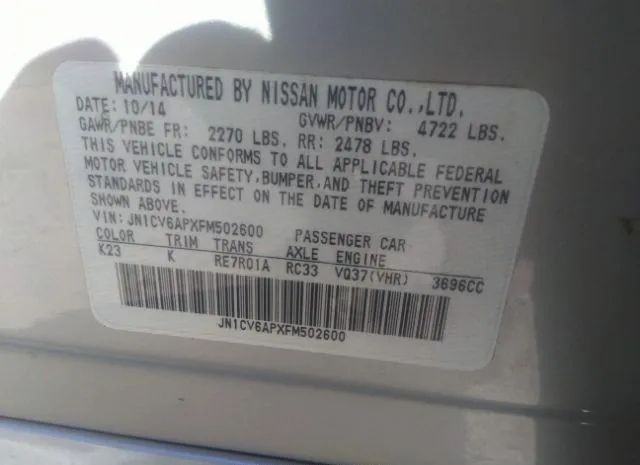 MANUFACTURED BY NISSAN MOTOR CO.,LTD.
DATE: 10/14 GVWR/PNBV: 4722 LBS.
GAWR/PNBE FR: 2270 LBS. RR: 2478 LBS.
THIS VEHICLE CONFORMS TO ALL APPLICABLE FEDERAL
MOTOR VEHICLE SAFETY,BUMPER,AND THEFT PREVENTION
STANDARDS IN EFFECT ON THE DATE OF MANUFACTURE
SHOWN ABOVE.
VIN: JN1CV6APXFM502600 PASSENGER CAR
COLOR TRIM TRANS AXLE ENGINE
K23 K RE7R01A RC33 VQ37(VHR) 3696CC
JN1CV6APXFM502600